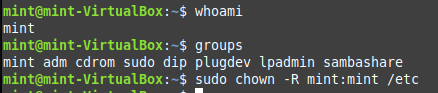 mint@mint-VirtualBox:~$ whoami
mint
mint@mint-VirtualBox:~$ groups
mint adm cdrom sudo dip plugdev lpadmin sambashare
mint@mint-VirtualBox:~$ sudo chown -R mint:mint /etc